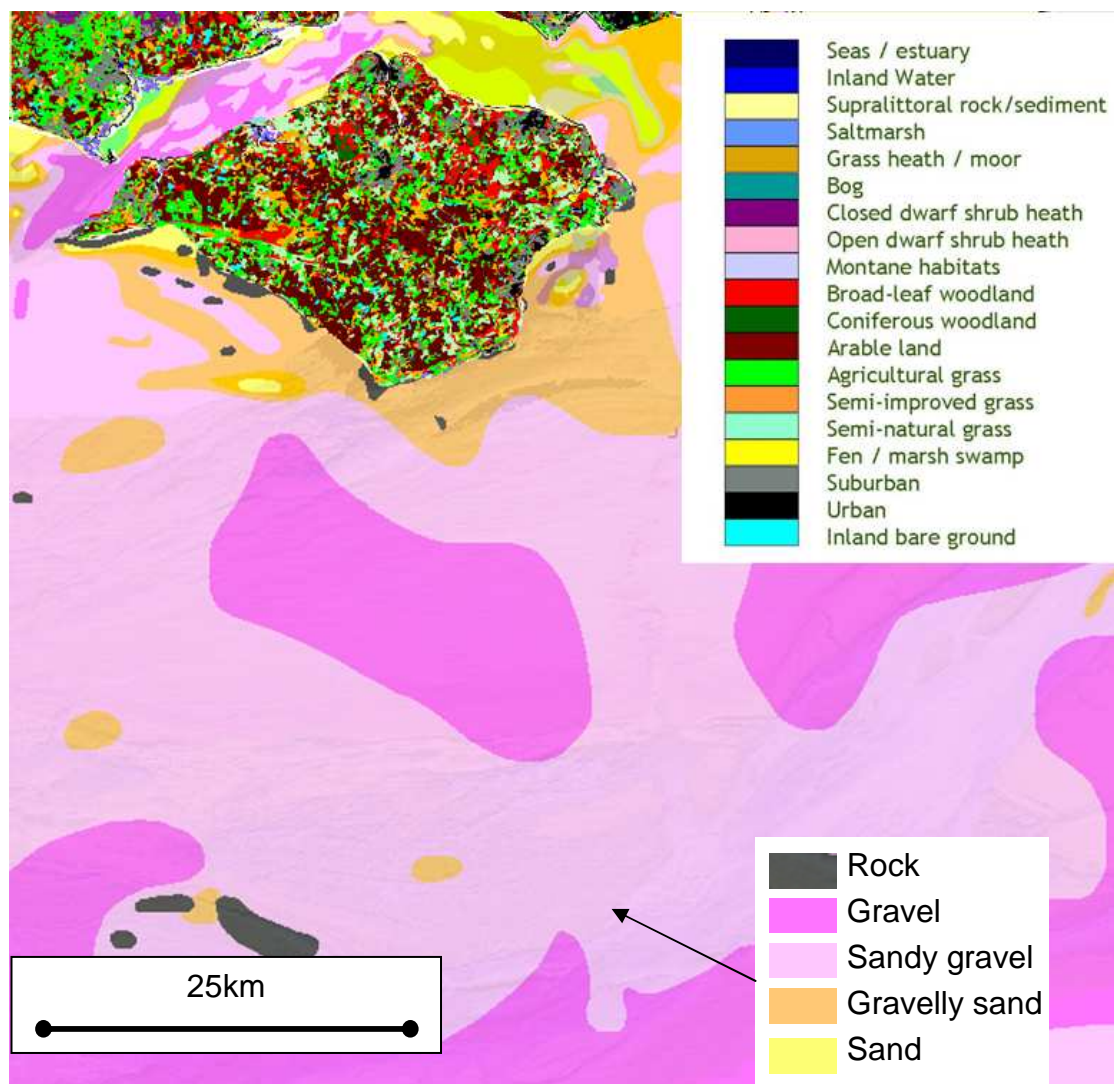 Seas / estuary
Inland Water
Supralittoral rock/sediment
Saltmarsh
Grass heath / moor
Bog
Closed dwarf shrub heath
Open dwarf shrub heath
Montane habitats
Broad-leaf woodland
Coniferous woodland
Arable land
Agricultural grass
Semi-improved grass
Semi-natural grass
Fen / marsh swamp
Suburban
Urban
Inland bare ground
Rock
Gravel
Sandy gravel
Gravelly sand
Sand
25km